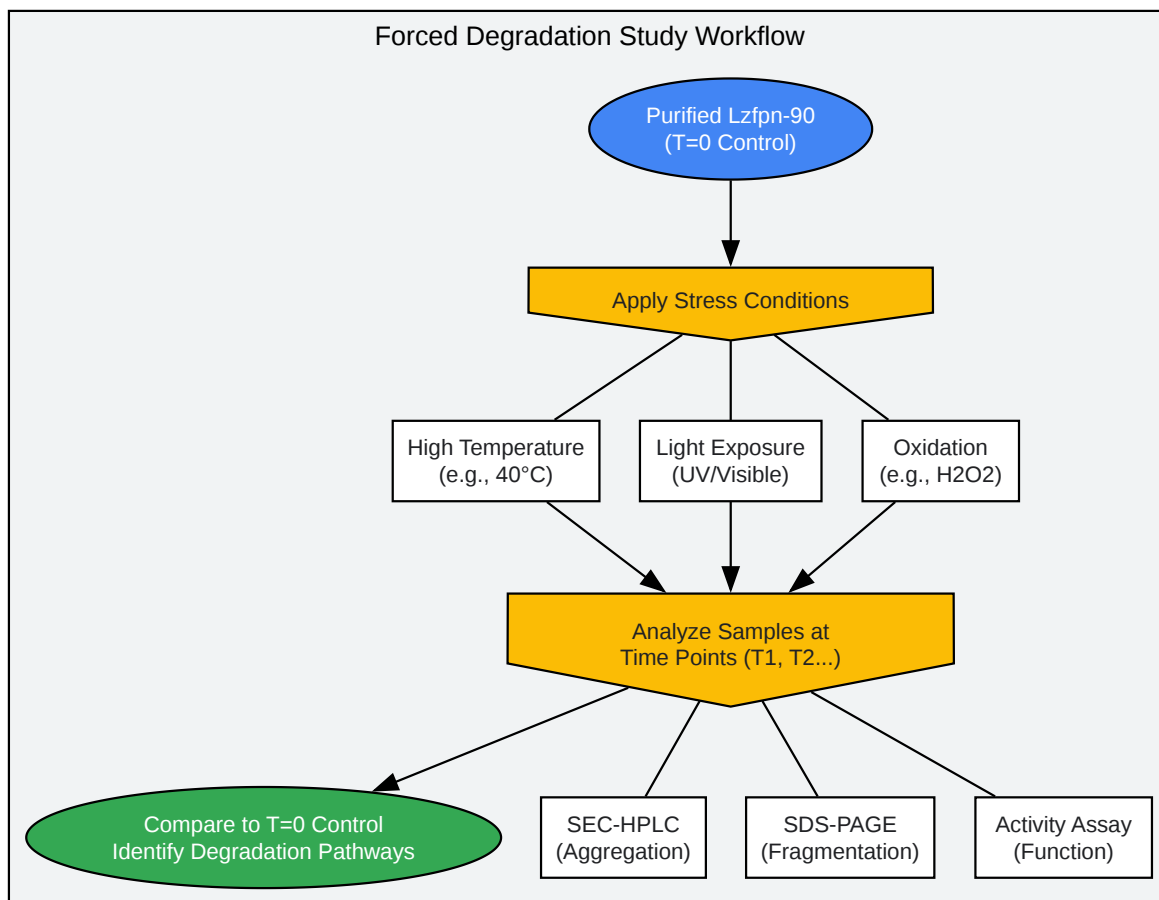 Forced Degradation Study Workflow
Purified Lzfpn-90
(T=0 Control)
Apply Stress Conditions
High Temperature
(e.g., 40°C)
Light Exposure
(UV/Visible)
Oxidation
(e.g., H2O2)
Analyze Samples at
Time Points (T1, T2...)
Compare to T=0 Control
Identify Degradation Pathways
SEC-HPLC
(Aggregation)
SDS-PAGE
(Fragmentation)
Activity Assay
(Function)